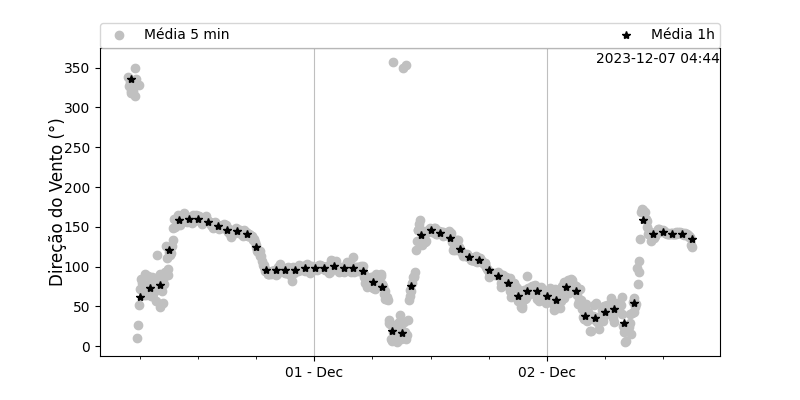 Média 5 min
Média 1h
2023-12-07 04:44
Direção do Vento (°)
350
300
250
200
150
100
50
0
01 - Dec
02 - Dec